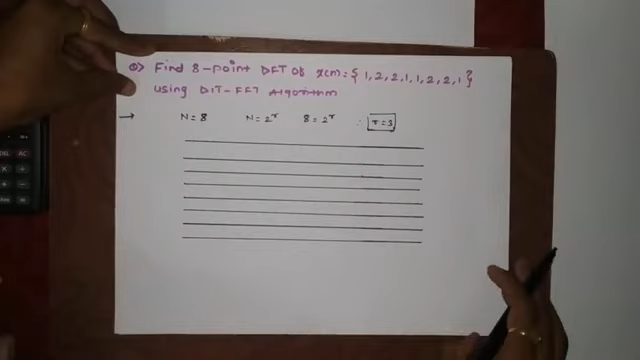 Q) Find 8-point DFT of x(n) = { 1, 2, 2, 1, 1, 2, 2, 1 }
using DIT-FFT Algorithm
→ N = 8 N = 2^r 8 = 2^r ∴ r = 3